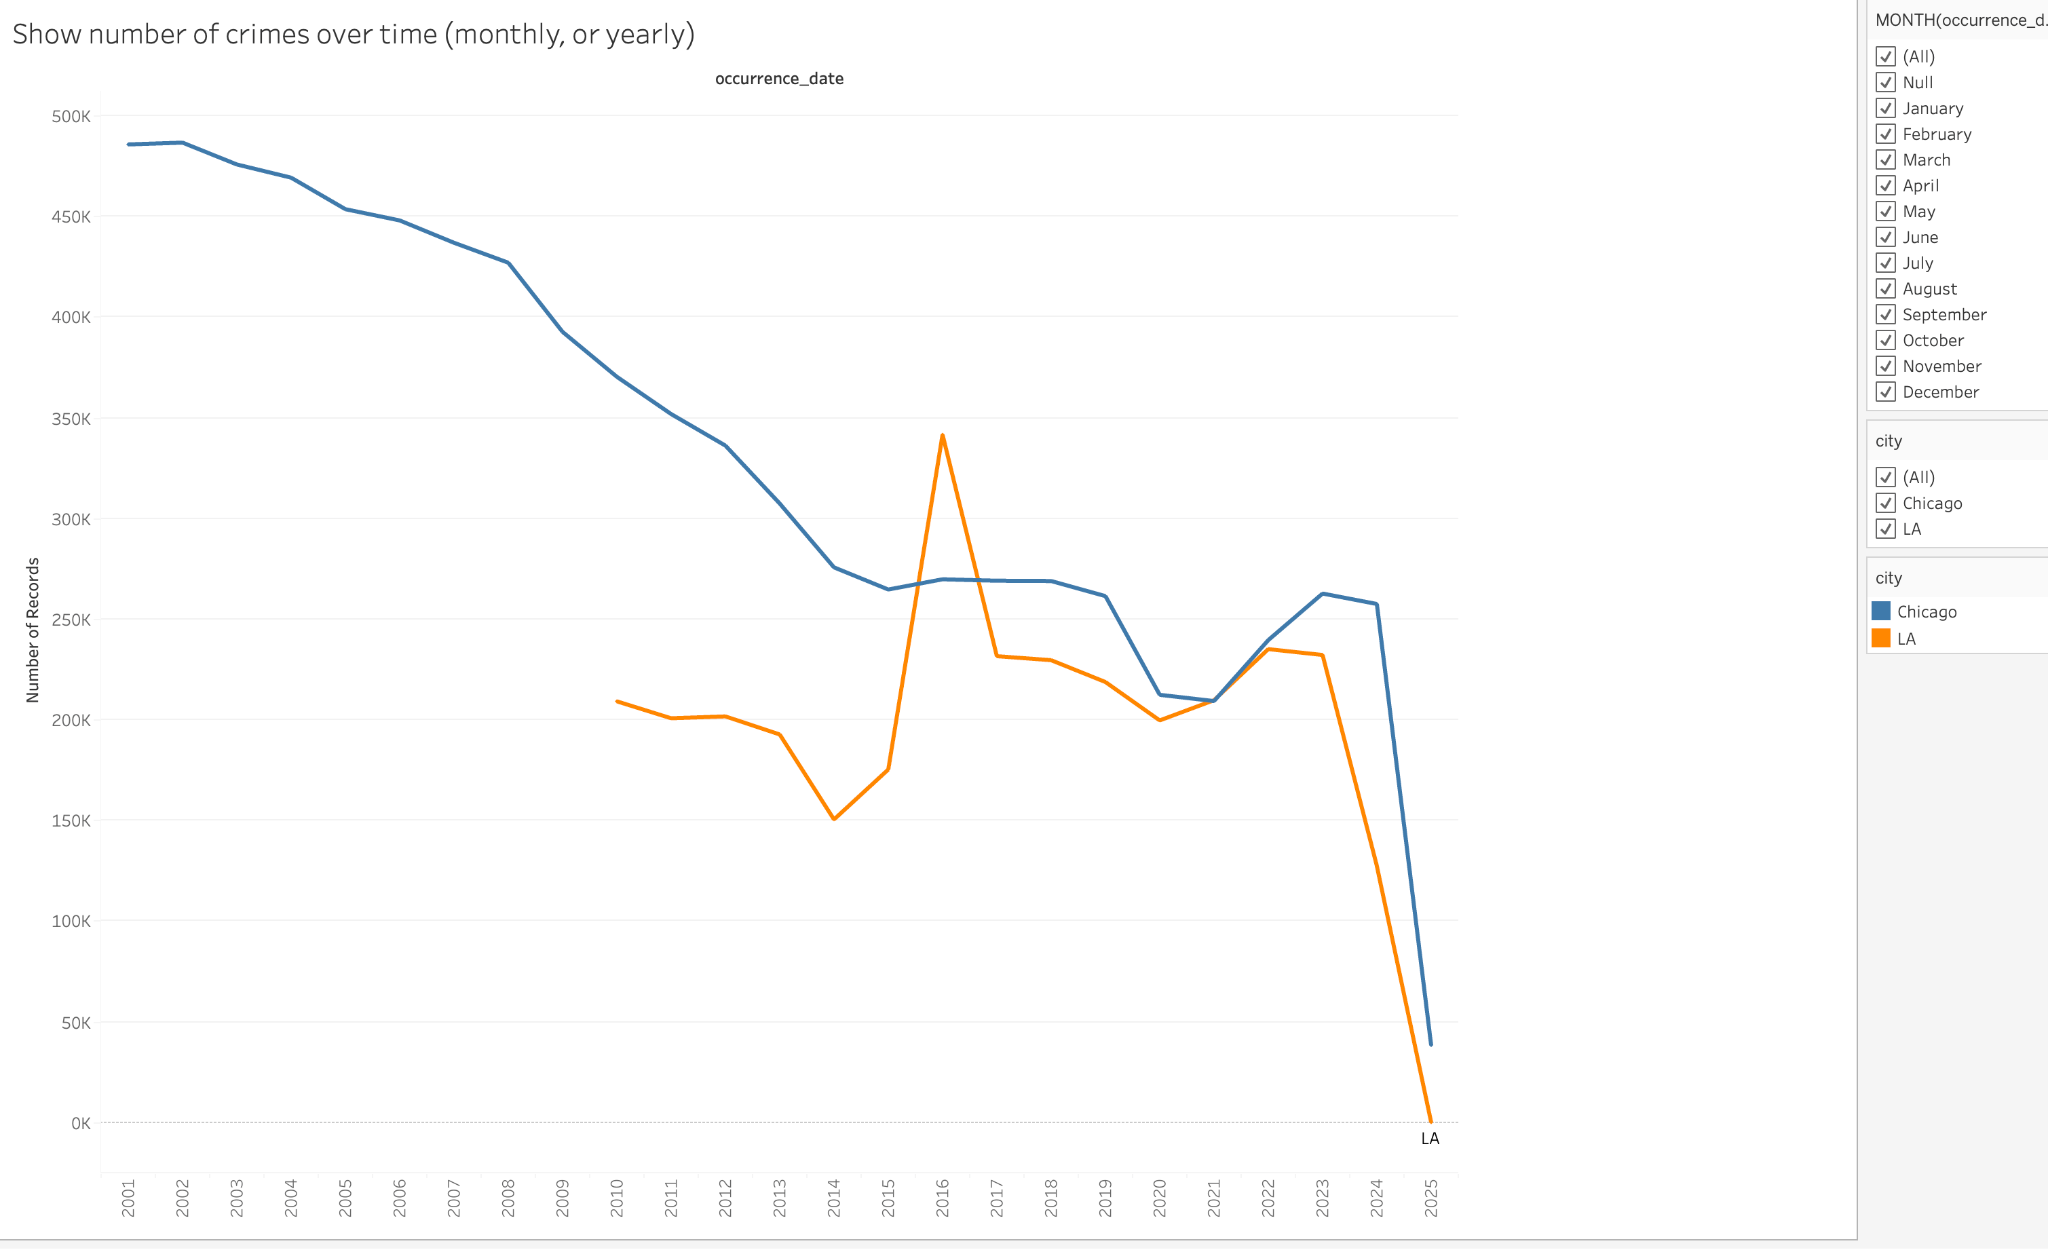 Show number of crimes over time (monthly, or yearly)
occurrence_date
500K
450K
400K
350K
300K
250K
200K
150K
100K
50K
0K
Number of Records
LA
2001
2002
2003
2004
2005
2006
2007
2008
2009
2010
2011
2012
2013
2014
2015
2016
2017
2018
2019
2020
2021
2022
2023
2024
2025
MONTH(occurrence_d.
(All)
Null
January
February
March
April
May
June
July
August
September
October
November
December
city
(All)
Chicago
LA
city
Chicago
LA